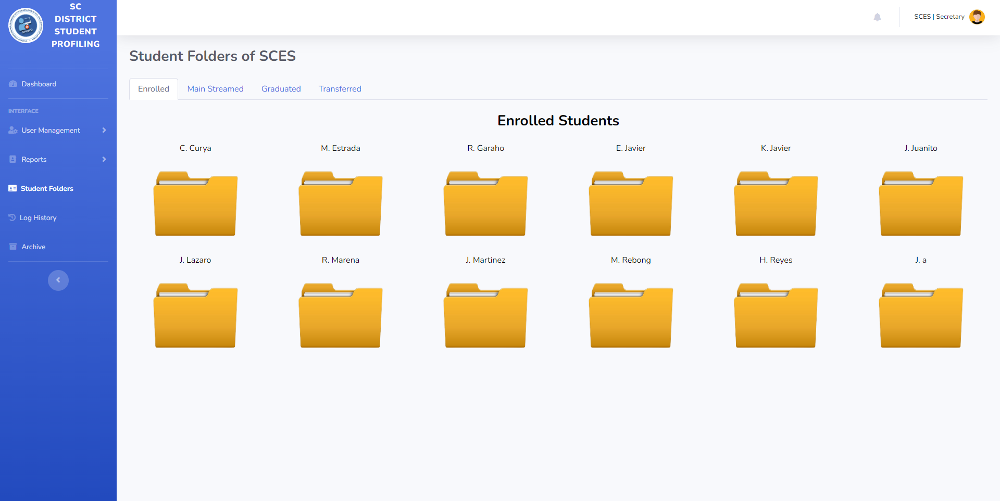 SC
DISTRICT
STUDENT
PROFILING
SCES | Secretary
Dashboard
INTERFACE
User Management
Reports
Student Folders
Log History
Archive
Student Folders of SCES
Enrolled
Main Streamed
Graduated
Transferred
Enrolled Students
C. Curya
M. Estrada
R. Garaho
E. Javier
K. Javier
J. Juanito
J. Lazaro
R. Marena
J. Martinez
M. Rebong
H. Reyes
J. a